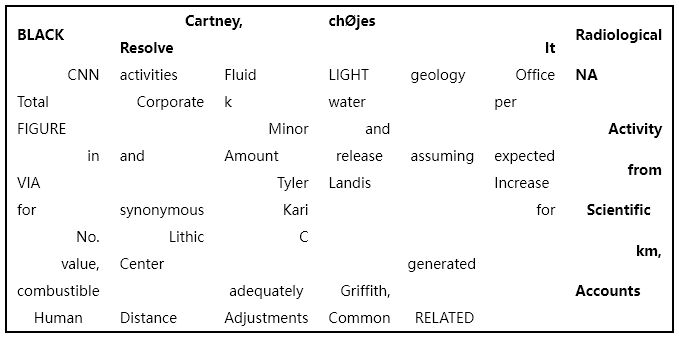 Cartney, chØjes
BLACK Radiological
Resolve It
CNN activities Fluid LIGHT geology Office NA
Total Corporate k water per
FIGURE Minor and Activity
in and Amount release assuming expected
from
VIA Tyler Landis Increase
for synonymous Kari for Scientific
No. Lithic C
km,
value, Center generated
combustible adequately Griffith, Accounts
Human Distance Adjustments Common RELATED